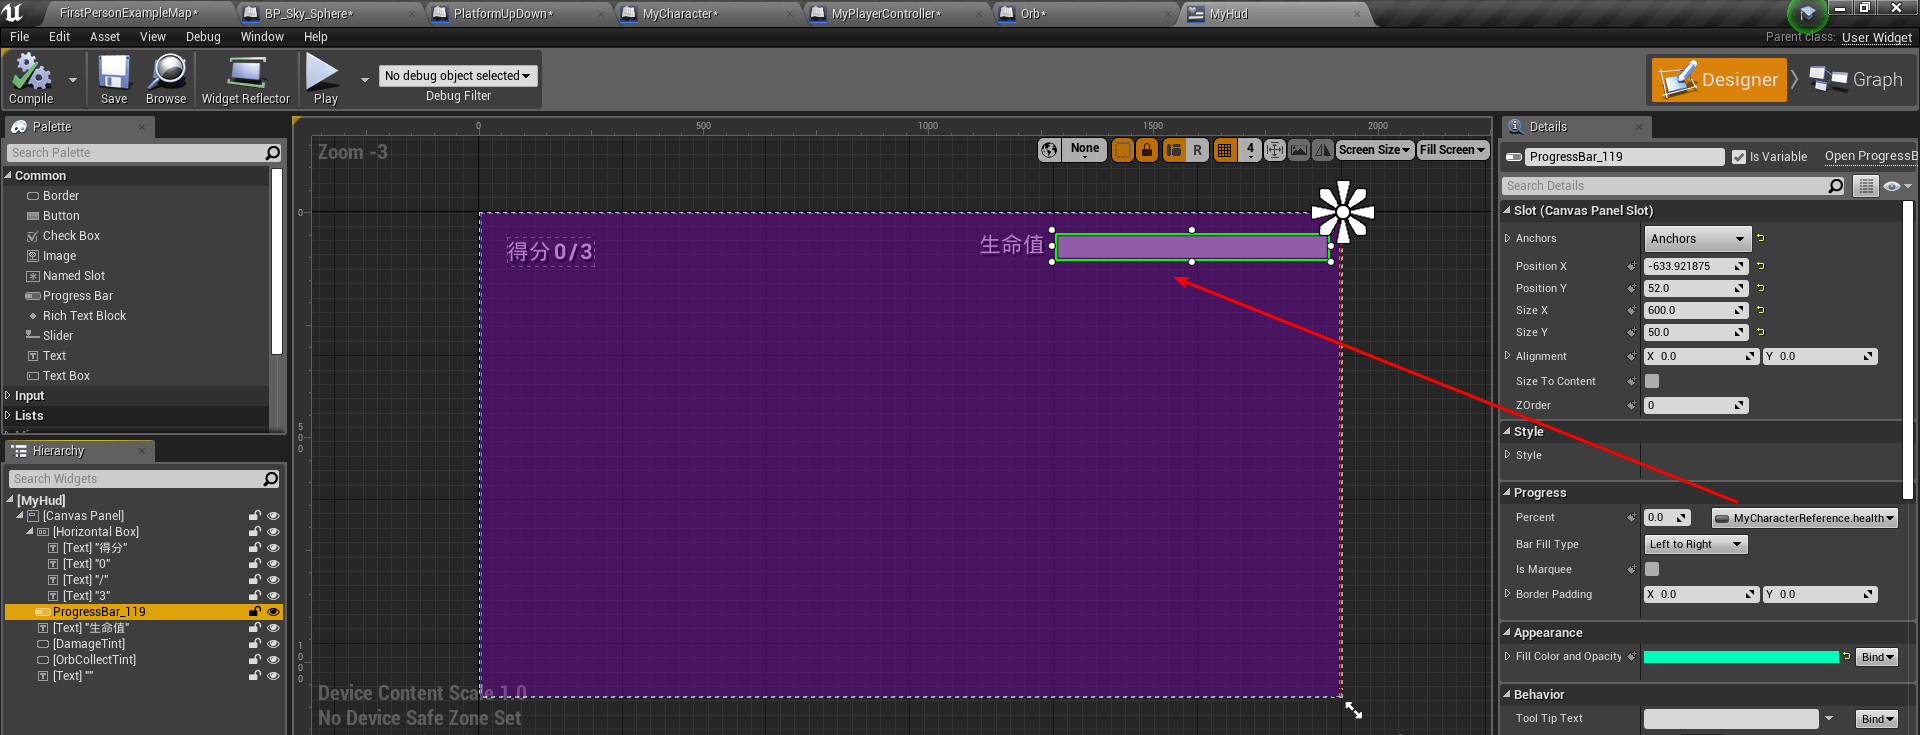 FirstPersonExampleMap*
BP_Sky_Sphere*
PlatformUpDown*
MyCharacter*
MyPlayerController*
Orb*
MyHud
File Edit Asset View Debug Window Help
Parent class: User Widget
Compile
Save
Browse
Widget Reflector
Play
No debug object selected
Debug Filter
Designer
Graph
Palette
Search Palette
Common
Border
Button
Check Box
Image
Named Slot
Progress Bar
Rich Text Block
Slider
Text
Text Box
Input
Lists
Hierarchy
Search Widgets
[MyHud]
[Canvas Panel]
[Horizontal Box]
[Text] "得分"
[Text] "0"
[Text] "/"
[Text] "3"
ProgressBar_119
[Text] "生命值"
[DamageTint]
[OrbCollectTint]
[Text] ""
0 500 1000 1500 2000
Zoom -3
None
R
4
Screen Size
Fill Screen
0
500
1000
得分 0/3
生命值
Device Content Scale 1.0
No Device Safe Zone Set
Details
ProgressBar_119
Is Variable
Open ProgressB
Search Details
Slot (Canvas Panel Slot)
Anchors Anchors
Position X -633.921875
Position Y 52.0
Size X 600.0
Size Y 50.0
Alignment X 0.0 Y 0.0
Size To Content
ZOrder 0
Style
Style
Progress
Percent 0.0 MyCharacterReference.health
Bar Fill Type Left to Right
Is Marquee
Border Padding X 0.0 Y 0.0
Appearance
Fill Color and Opacity Bind
Behavior
Tool Tip Text Bind